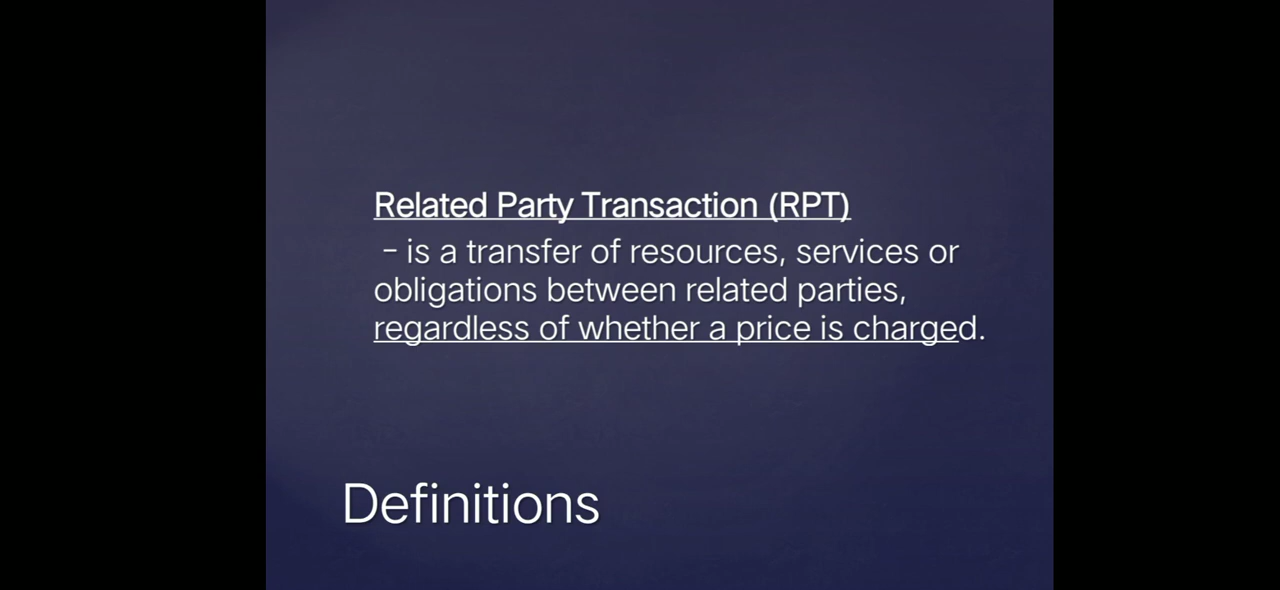 Related Party Transaction (RPT)
– is a transfer of resources, services or
obligations between related parties,
regardless of whether a price is charged.
Definitions